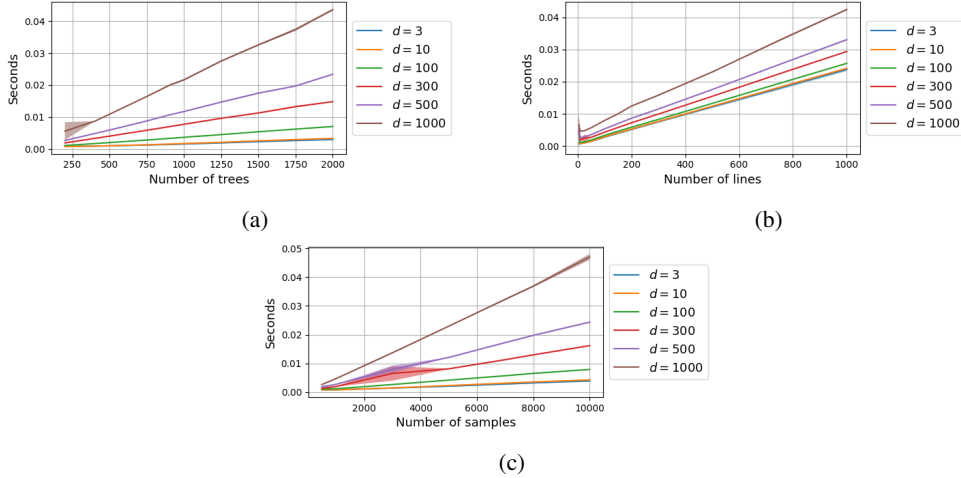 0.04
0.03
0.02
0.01
0.00
Seconds
250 500 750 1000 1250 1500 1750 2000
Number of trees
d = 3
d = 10
d = 100
d = 300
d = 500
d = 1000
(a)
0.04
0.03
0.02
0.01
0.00
Seconds
0 200 400 600 800 1000
Number of lines
d = 3
d = 10
d = 100
d = 300
d = 500
d = 1000
(b)
0.05
0.04
0.03
0.02
0.01
0.00
Seconds
2000 4000 6000 8000 10000
Number of samples
d = 3
d = 10
d = 100
d = 300
d = 500
d = 1000
(c)